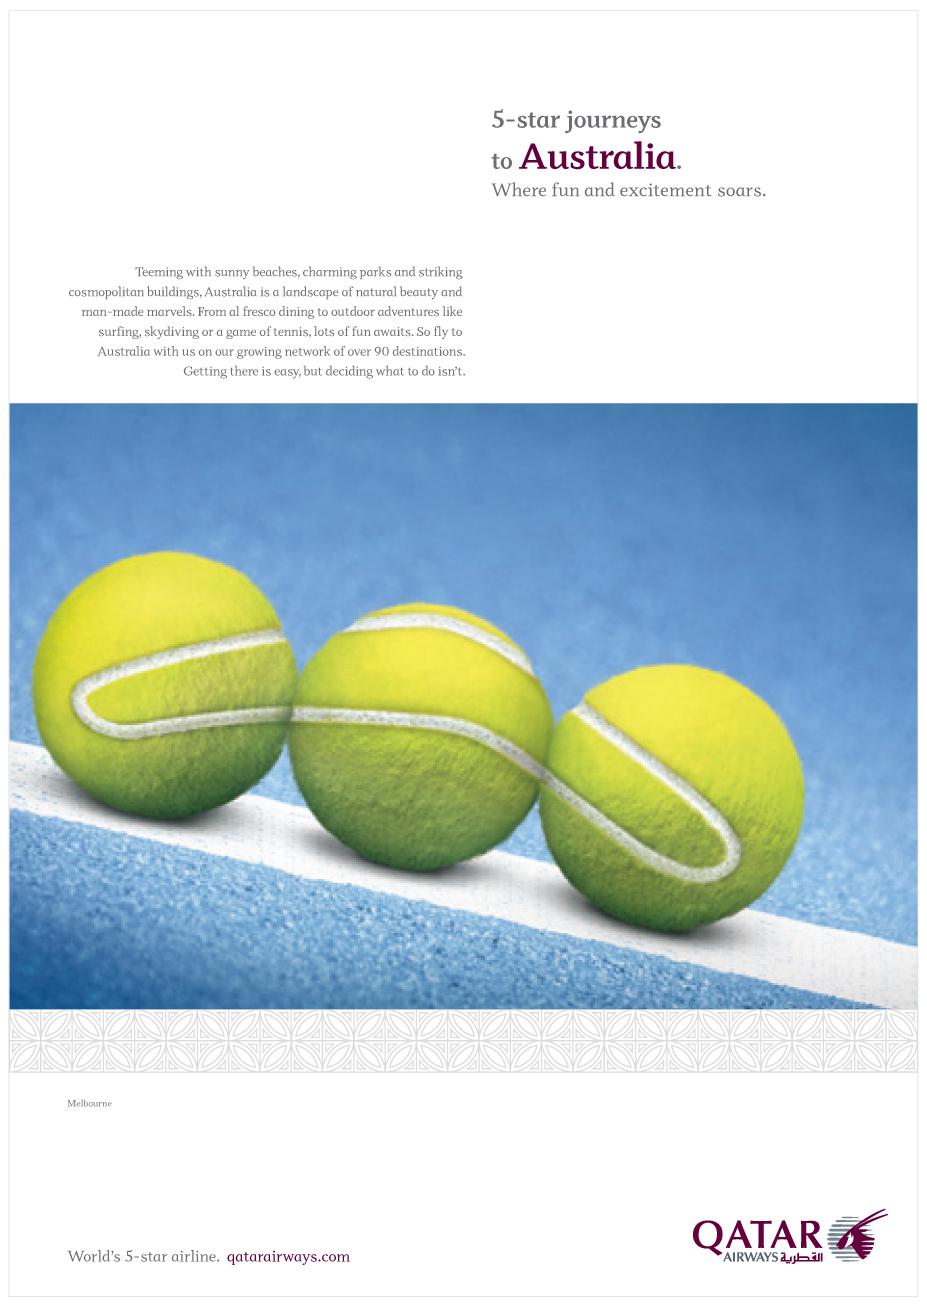 5-star journeys
to Australia.
Where fun and excitement soars.
Teeming with sunny beaches, charming parks and striking
cosmopolitan buildings, Australia is a landscape of natural beauty and
man-made marvels. From al fresco dining to outdoor adventures like
surfing, skydiving or a game of tennis, lots of fun awaits. So fly to
Australia with us on our growing network of over 90 destinations.
Getting there is easy, but deciding what to do isn't.
Melbourne
World's 5-star airline. qatarairways.com
QATAR
AIRWAYS القطرية